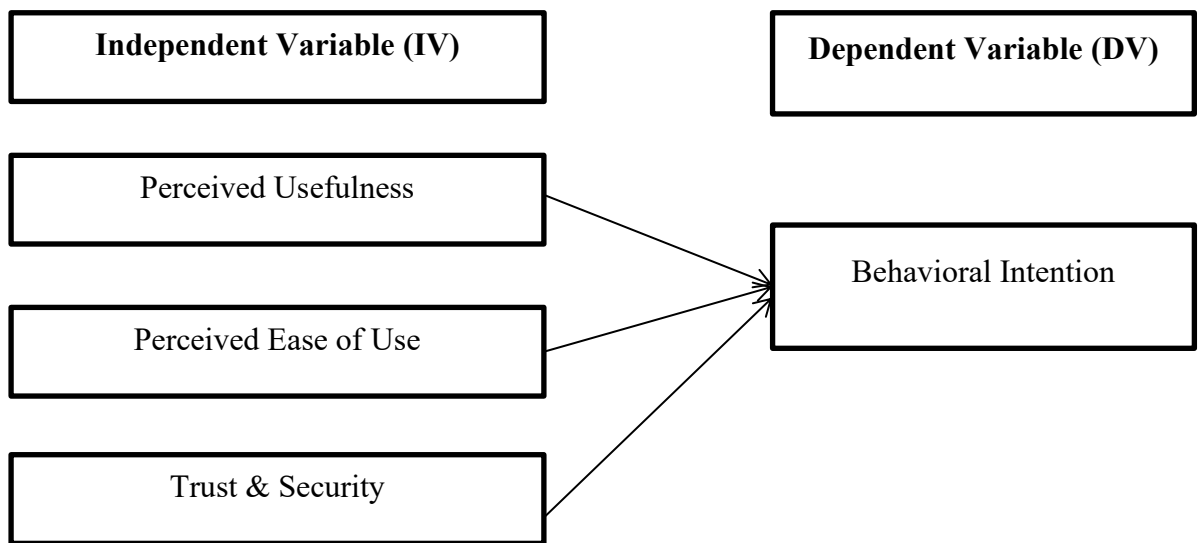 Independent Variable (IV)
Dependent Variable (DV)
Perceived Usefulness
Behavioral Intention
Perceived Ease of Use
Trust & Security